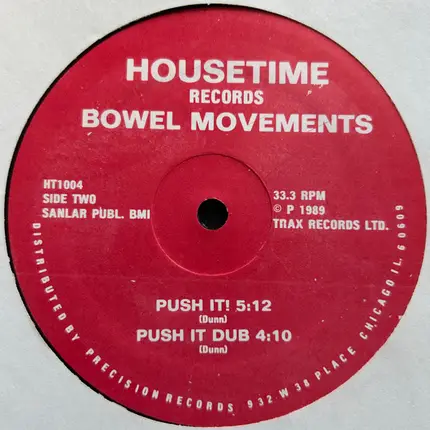 HOUSETIME
RECORDS
BOWEL MOVEMENTS
HT1004
SIDE TWO
SANLAR PUBL. BMI
33.3 RPM
© P 1989
TRAX RECORDS LTD.
PUSH IT! 5:12
(Dunn)
PUSH IT DUB 4:10
(Dunn)
DISTRIBUTED BY PRECISION RECORDS 932 W 38 PLACE CHICAGO IL. 60609